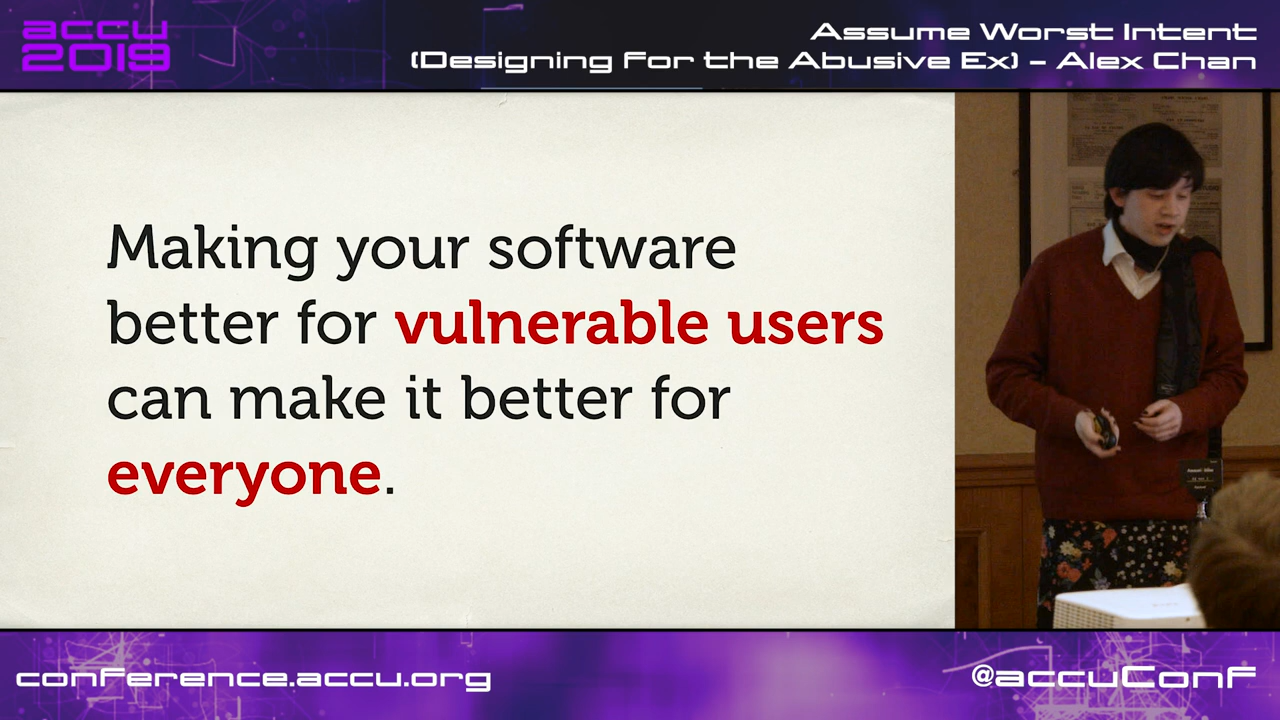 accu
2019
Assume Worst Intent
(Designing For the Abusive Ex) – Alex Chan
Making your software
better for vulnerable users
can make it better for
everyone.
conference.accu.org
@accuConf